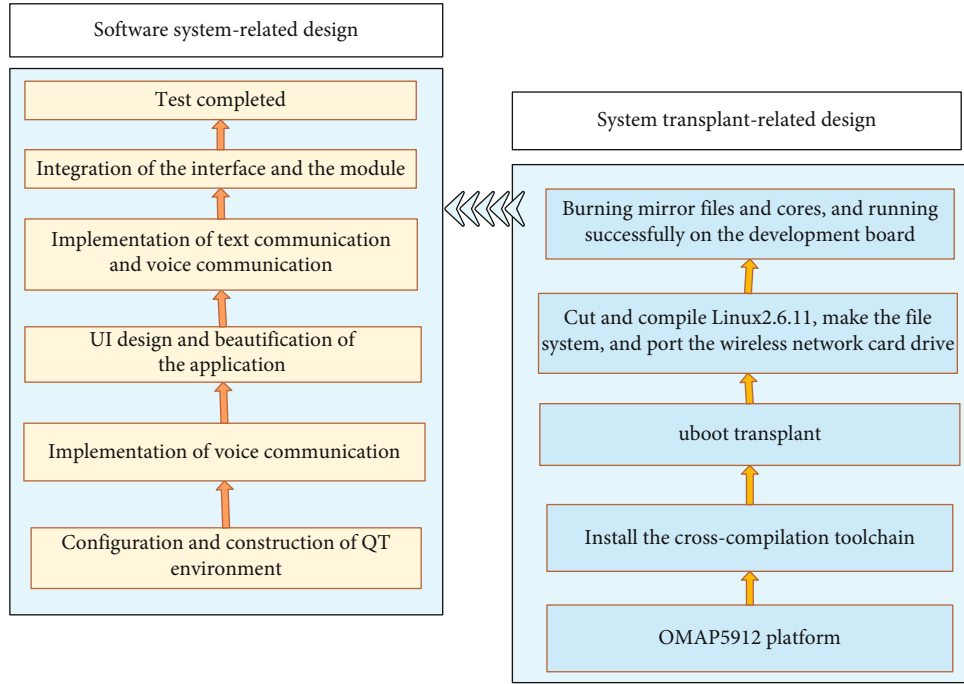 Software system-related design
Test completed
Integration of the interface and the module
Implementation of text communication
and voice communication
UI design and beautification of
the application
Implementation of voice communication
Configuration and construction of QT
environment
System transplant-related design
Burning mirror files and cores, and running
successfully on the development board
Cut and compile Linux2.6.11, make the file
system, and port the wireless network card drive
uboot transplant
Install the cross-compilation toolchain
OMAP5912 platform